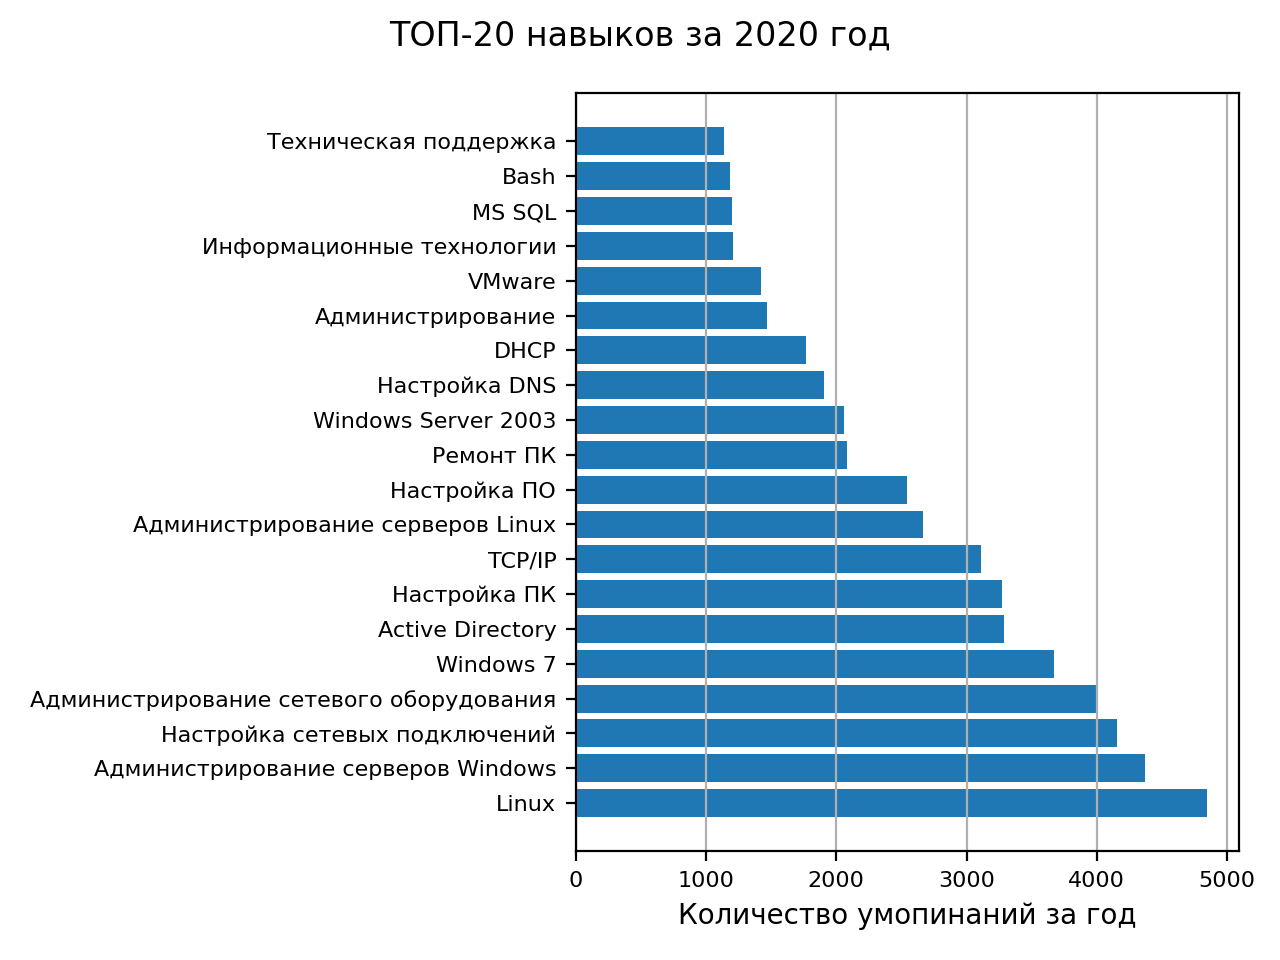 ТОП-20 навыков за 2020 год
Техническая поддержка
Bash
MS SQL
Информационные технологии
VMware
Администрирование
DHCP
Настройка DNS
Windows Server 2003
Ремонт ПК
Настройка ПО
Администрирование серверов Linux
TCP/IP
Настройка ПК
Active Directory
Windows 7
Администрирование сетевого оборудования
Настройка сетевых подключений
Администрирование серверов Windows
Linux
0 1000 2000 3000 4000 5000
Количество умопинаний за год